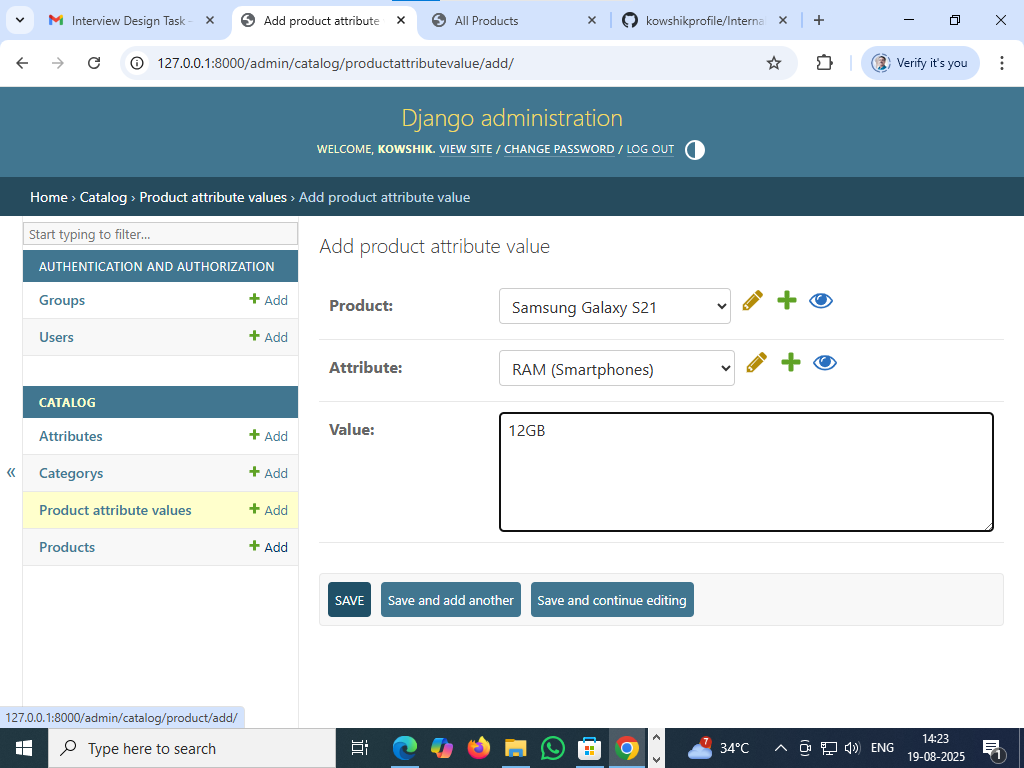 Interview Design Task -
Add product attribute
All Products
kowshikprofile/Interna
127.0.0.1:8000/admin/catalog/productattributevalue/add/
Verify it's you
Django administration
WELCOME, KOWSHIK. VIEW SITE / CHANGE PASSWORD / LOG OUT
Home › Catalog › Product attribute values › Add product attribute value
Start typing to filter...
AUTHENTICATION AND AUTHORIZATION
Groups + Add
Users + Add
CATALOG
Attributes + Add
Categorys + Add
Product attribute values + Add
Products + Add
«
Add product attribute value
Product: Samsung Galaxy S21
Attribute: RAM (Smartphones)
Value: 12GB
SAVE
Save and add another
Save and continue editing
127.0.0.1:8000/admin/catalog/product/add/
Type here to search
7
34°C
ENG
14:23
19-08-2025
1